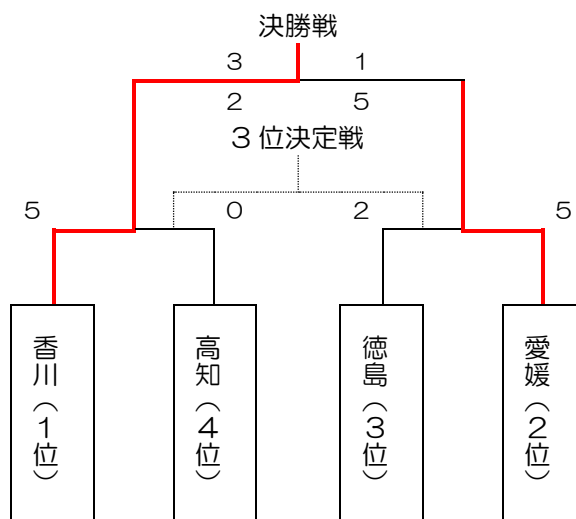 決勝戦
3 1
2 5
3位決定戦
5 0 2 5
香川(1位)
高知(4位)
徳島(3位)
愛媛(2位)